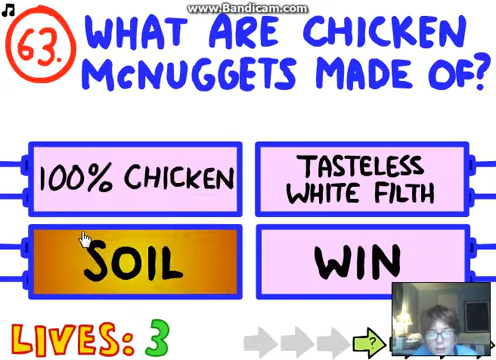 www.Bandicam.com
63.
WHAT ARE CHICKEN
McNUGGETS MADE OF?
100% CHICKEN
TASTELESS
WHITE FILTH
SOIL
WIN
LIVES: 3
?